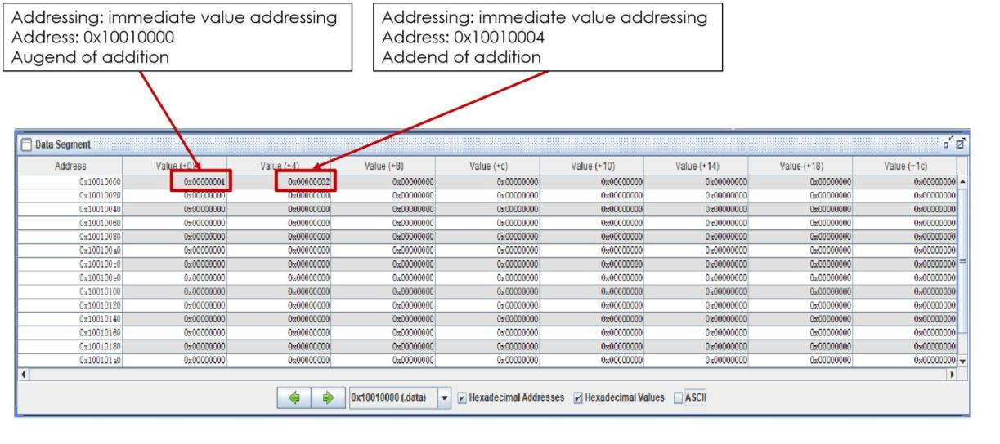 Addressing: immediate value addressing
Address: 0x10010000
Augend of addition
Addressing: immediate value addressing
Address: 0x10010004
Addend of addition
Data Segment
Address Value (+0) Value (+4) Value (+8) Value (+c) Value (+10) Value (+14) Value (+18) Value (+1c)
0x10010000 0x00000001 0x00000002 0x00000000 0x00000000 0x00000000 0x00000000 0x00000000 0x00000000
0x10010020 0x00000000 0x00000000 0x00000000 0x00000000 0x00000000 0x00000000 0x00000000 0x00000000
0x10010040 0x00000000 0x00000000 0x00000000 0x00000000 0x00000000 0x00000000 0x00000000 0x00000000
0x10010060 0x00000000 0x00000000 0x00000000 0x00000000 0x00000000 0x00000000 0x00000000 0x00000000
0x10010080 0x00000000 0x00000000 0x00000000 0x00000000 0x00000000 0x00000000 0x00000000 0x00000000
0x100100a0 0x00000000 0x00000000 0x00000000 0x00000000 0x00000000 0x00000000 0x00000000 0x00000000
0x100100c0 0x00000000 0x00000000 0x00000000 0x00000000 0x00000000 0x00000000 0x00000000 0x00000000
0x100100e0 0x00000000 0x00000000 0x00000000 0x00000000 0x00000000 0x00000000 0x00000000 0x00000000
0x10010100 0x00000000 0x00000000 0x00000000 0x00000000 0x00000000 0x00000000 0x00000000 0x00000000
0x10010120 0x00000000 0x00000000 0x00000000 0x00000000 0x00000000 0x00000000 0x00000000 0x00000000
0x10010140 0x00000000 0x00000000 0x00000000 0x00000000 0x00000000 0x00000000 0x00000000 0x00000000
0x10010160 0x00000000 0x00000000 0x00000000 0x00000000 0x00000000 0x00000000 0x00000000 0x00000000
0x10010180 0x00000000 0x00000000 0x00000000 0x00000000 0x00000000 0x00000000 0x00000000 0x00000000
0x100101a0 0x00000000 0x00000000 0x00000000 0x00000000 0x00000000 0x00000000 0x00000000 0x00000000
0x10010000 (.data) Hexadecimal Addresses Hexadecimal Values ASCII